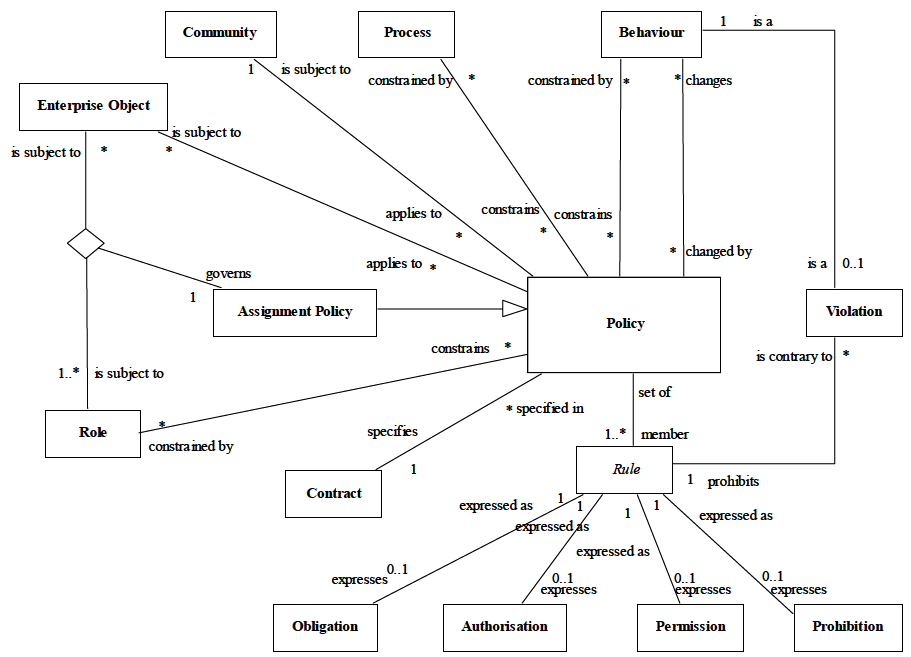 Community
Process
Behaviour
1 is a
1 is subject to
constrained by *
constrained by *
* changes
Enterprise Object
is subject to
is subject to *
*
applies to
*
constrains
*
constrains
*
* changed by
applies to *
is a 0..1
governs
1
Assignment Policy
Policy
Violation
constrains *
is contrary to *
1..* is subject to
set of
* specified in
Role
*
constrained by
specifies
1
1..* member
Rule
1 prohibits
Contract
expressed as 1
expressed as 1
1
1
expressed as
expressed as
expresses 0..1
0..1
expresses
0..1
expresses
0..1
expresses
Obligation
Authorisation
Permission
Prohibition